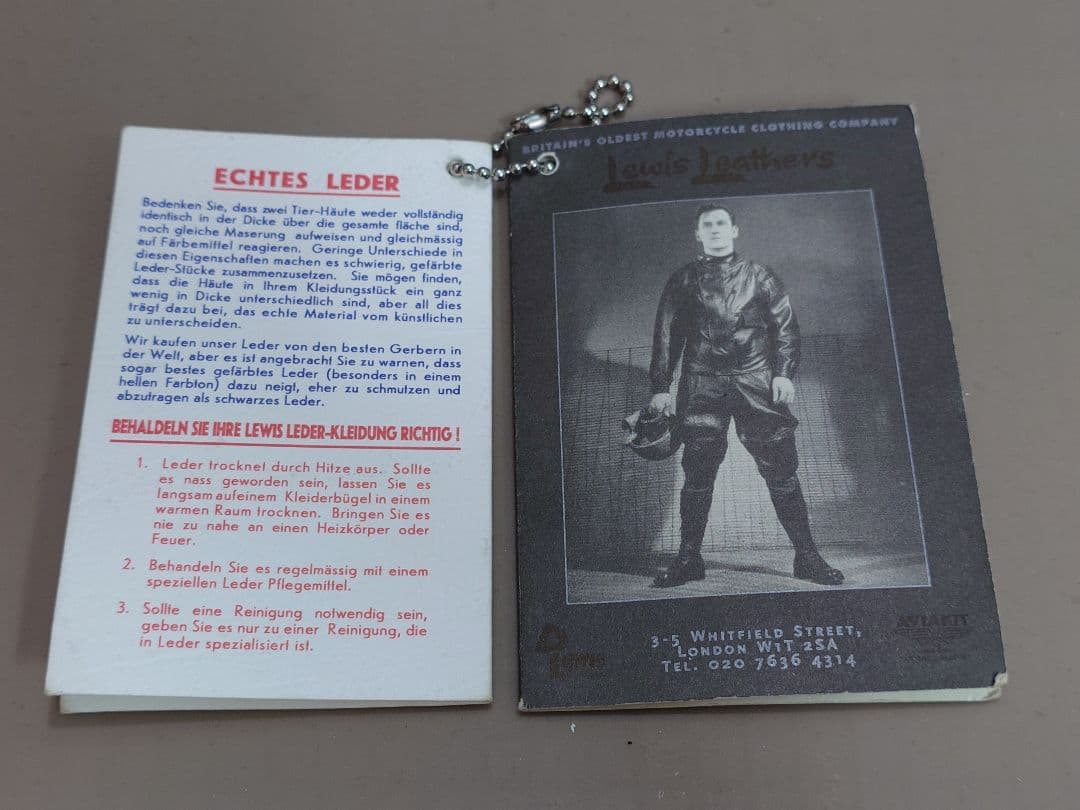 ECHTES LEDER
Bedenken Sie, dass zwei Tier-Häute weder vollständig
identisch in der Dicke über die gesamte fläche sind,
noch gleiche Maserung aufweisen und gleichmässig
auf Färbemittel reagieren. Geringe Unterschiede in
diesen Eigenschaften machen es schwierig, gefärbte
Leder-Stücke zusammenzusetzen. Sie mögen finden,
dass die Häute in Ihrem Kleidungsstück ein ganz
wenig in Dicke unterschiedlich sind, aber all dies
trägt dazu bei, das echte Material vom künstlichen
zu unterscheiden.
Wir kaufen unser Leder von den besten Gerbern in
der Welt, aber es ist angebracht Sie zu warnen, dass
sogar bestes gefärbtes Leder (besonders in einem
hellen Farbton) dazu neigt, eher zu schmutzen und
abzutragen als schwarzes Leder.
BEHALDELN SIE IHRE LEWIS LEDER-KLEIDUNG RICHTIG !
1. Leder trocknet durch Hitze aus. Sollte
es nass geworden sein, lassen Sie es
langsam aufeinem Kleiderbügel in einem
warmen Raum trocknen. Bringen Sie es
nie zu nahe an einen Heizkörper oder
Feuer.
2. Behandeln Sie es regelmässig mit einem
speziellen Leder Pflegemittel.
3. Sollte eine Reinigung notwendig sein,
geben Sie es nur zu einer Reinigung, die
in Leder spezialisiert ist.
BRITAIN'S OLDEST MOTORCYCLE CLOTHING COMPANY
Lewis Leathers
3-5 WHITFIELD STREET,
LONDON W1T 2SA
TEL. 020 7636 4314
D
Lewis
AVIAKIT